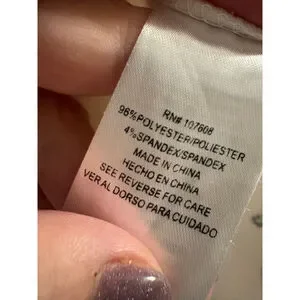 RN# 107608
96%POLYESTER/POLIESTER
4%SPANDEX/SPANDEX
MADE IN CHINA
HECHO EN CHINA
SEE REVERSE FOR CARE
VER AL DORSO PARA CUIDADO